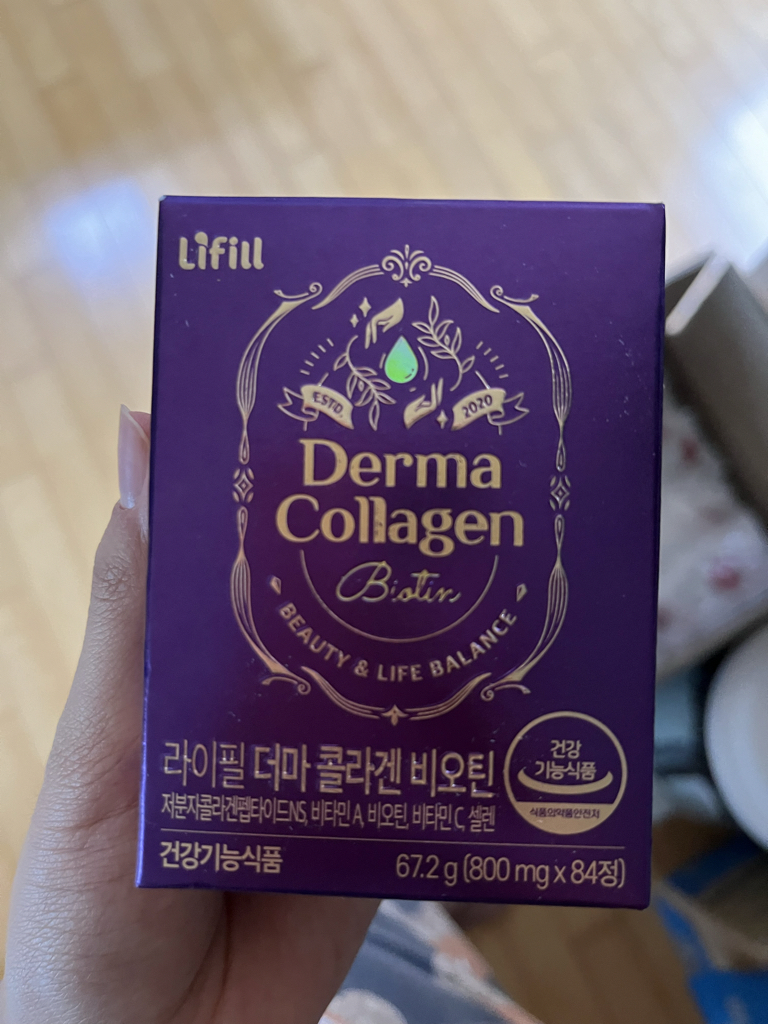 Lifill
ESTD.
2020
Derma
Collagen
Biotin
BEAUTY & LIFE BALANCE
라이필 더마 콜라겐 비오틴
저분자콜라겐펩타이드NS, 비타민 A, 비오틴, 비타민 C, 셀렌
건강
기능식품
식품의약품안전처
건강기능식품
67.2 g (800 mg x 84정)